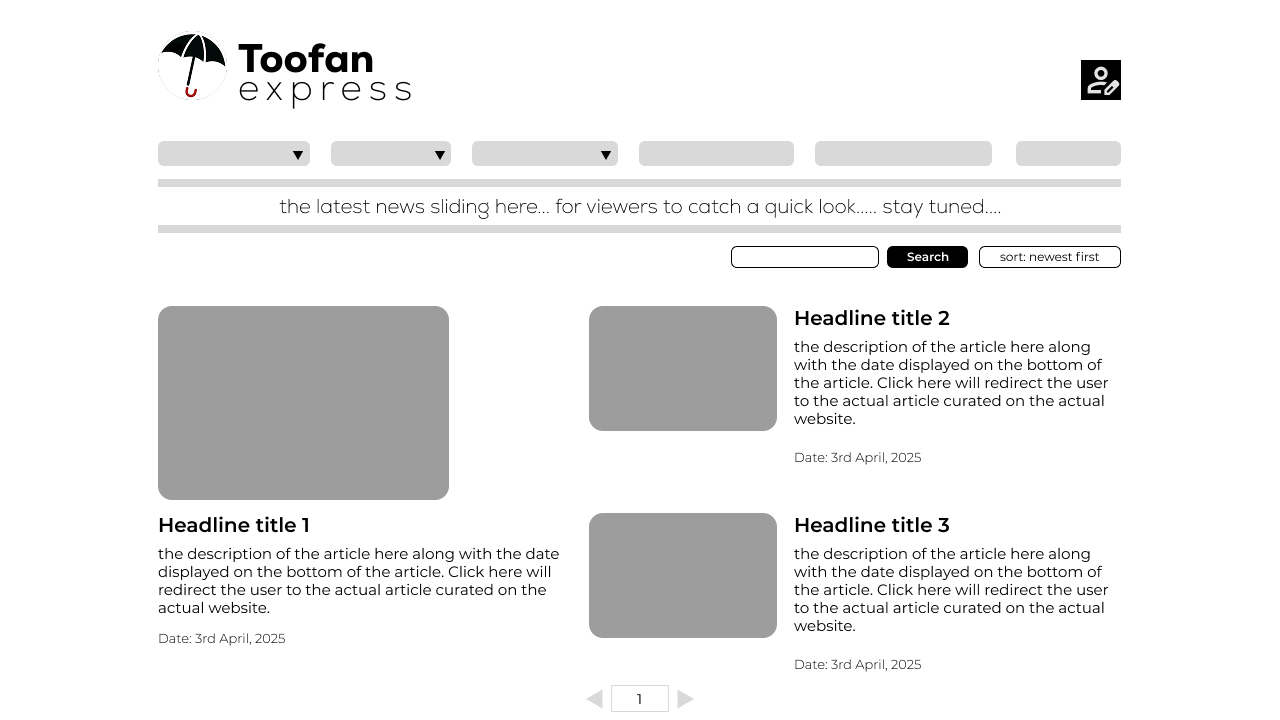 Toofan
express
the latest news sliding here... for viewers to catch a quick look..... stay tuned....
Search
sort: newest first
Headline title 1
the description of the article here along with the date
displayed on the bottom of the article. Click here will
redirect the user to the actual article curated on the
actual website.
Date: 3rd April, 2025
Headline title 2
the description of the article here along
with the date displayed on the bottom of
the article. Click here will redirect the user
to the actual article curated on the actual
website.
Date: 3rd April, 2025
Headline title 3
the description of the article here along
with the date displayed on the bottom of
the article. Click here will redirect the user
to the actual article curated on the actual
website.
Date: 3rd April, 2025
1